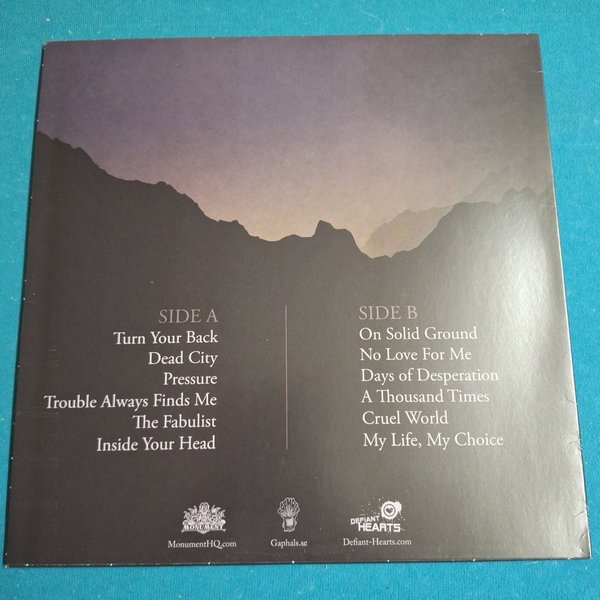 SIDE A
Turn Your Back
Dead City
Pressure
Trouble Always Finds Me
The Fabulist
Inside Your Head
SIDE B
On Solid Ground
No Love For Me
Days of Desperation
A Thousand Times
Cruel World
My Life, My Choice
MONUMENT
MonumentHQ.com
Gaphals.se
DEFIANT
HEARTS
Defiant-Hearts.com